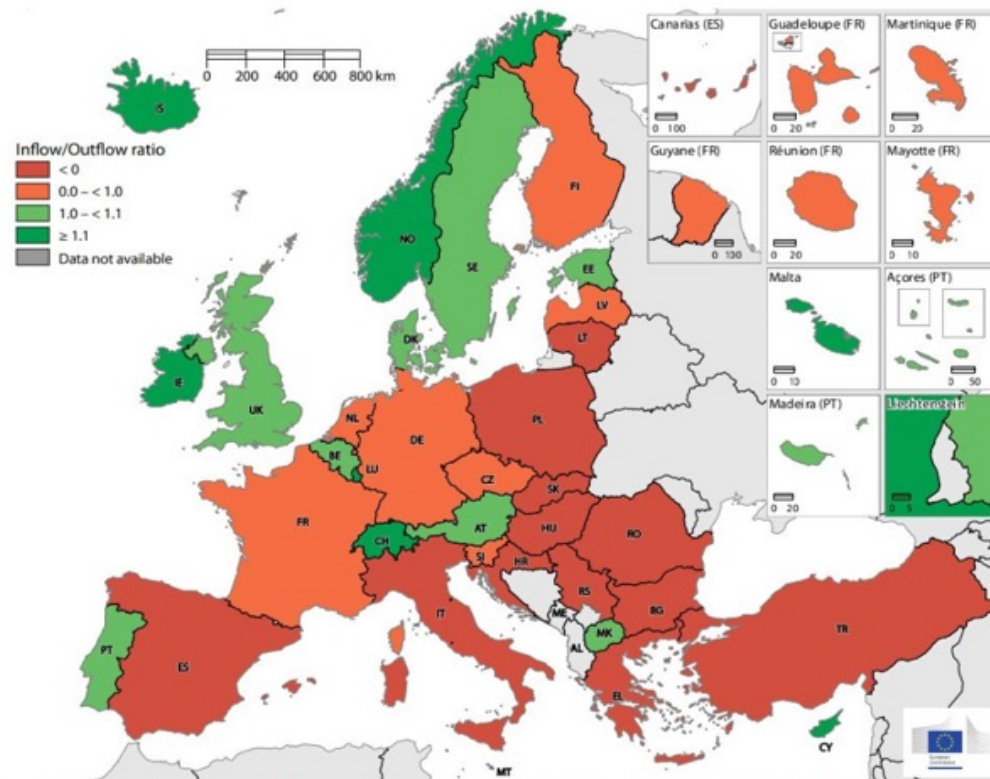 Canarias (ES)
Guadeloupe (FR)
Martinique (FR)
0 200 400 600 800 km
IS
0 100
0 20
0 20
Inflow/Outflow ratio
< 0
0.0 – < 1.0
1.0 – < 1.1
≥ 1.1
Data not available
Guyane (FR)
Réunion (FR)
Mayotte (FR)
FI
NO
SE
0 20
0 10
EE
LV
LT
Malta
Açores (PT)
DK
IE
UK
0 10
0 50
NL
DE
PL
Madeira (PT)
Liechtenstein
BE
LU
CZ
SK
0 20
0 5
FR
CH
AT
HU
RO
SI
HR
RS
IT
ME
BG
PT
ES
MK
AL
TR
EL
CY
MT
European
Commission